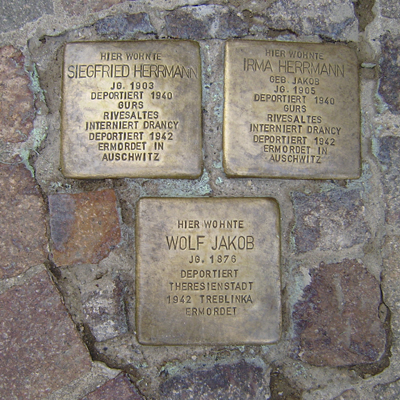 HIER WOHNTE
SIEGFRIED HERRMANN
JG. 1903
DEPORTIERT 1940
GURS
RIVESALTES
INTERNIERT DRANCY
DEPORTIERT 1942
ERMORDET IN
AUSCHWITZ
HIER WOHNTE
IRMA HERRMANN
GEB. JAKOB
JG. 1905
DEPORTIERT 1940
GURS
RIVESALTES
INTERNIERT DRANCY
DEPORTIERT 1942
ERMORDET IN
AUSCHWITZ
HIER WOHNTE
WOLF JAKOB
JG. 1876
DEPORTIERT
THERESIENSTADT
1942 TREBLINKA
ERMORDET